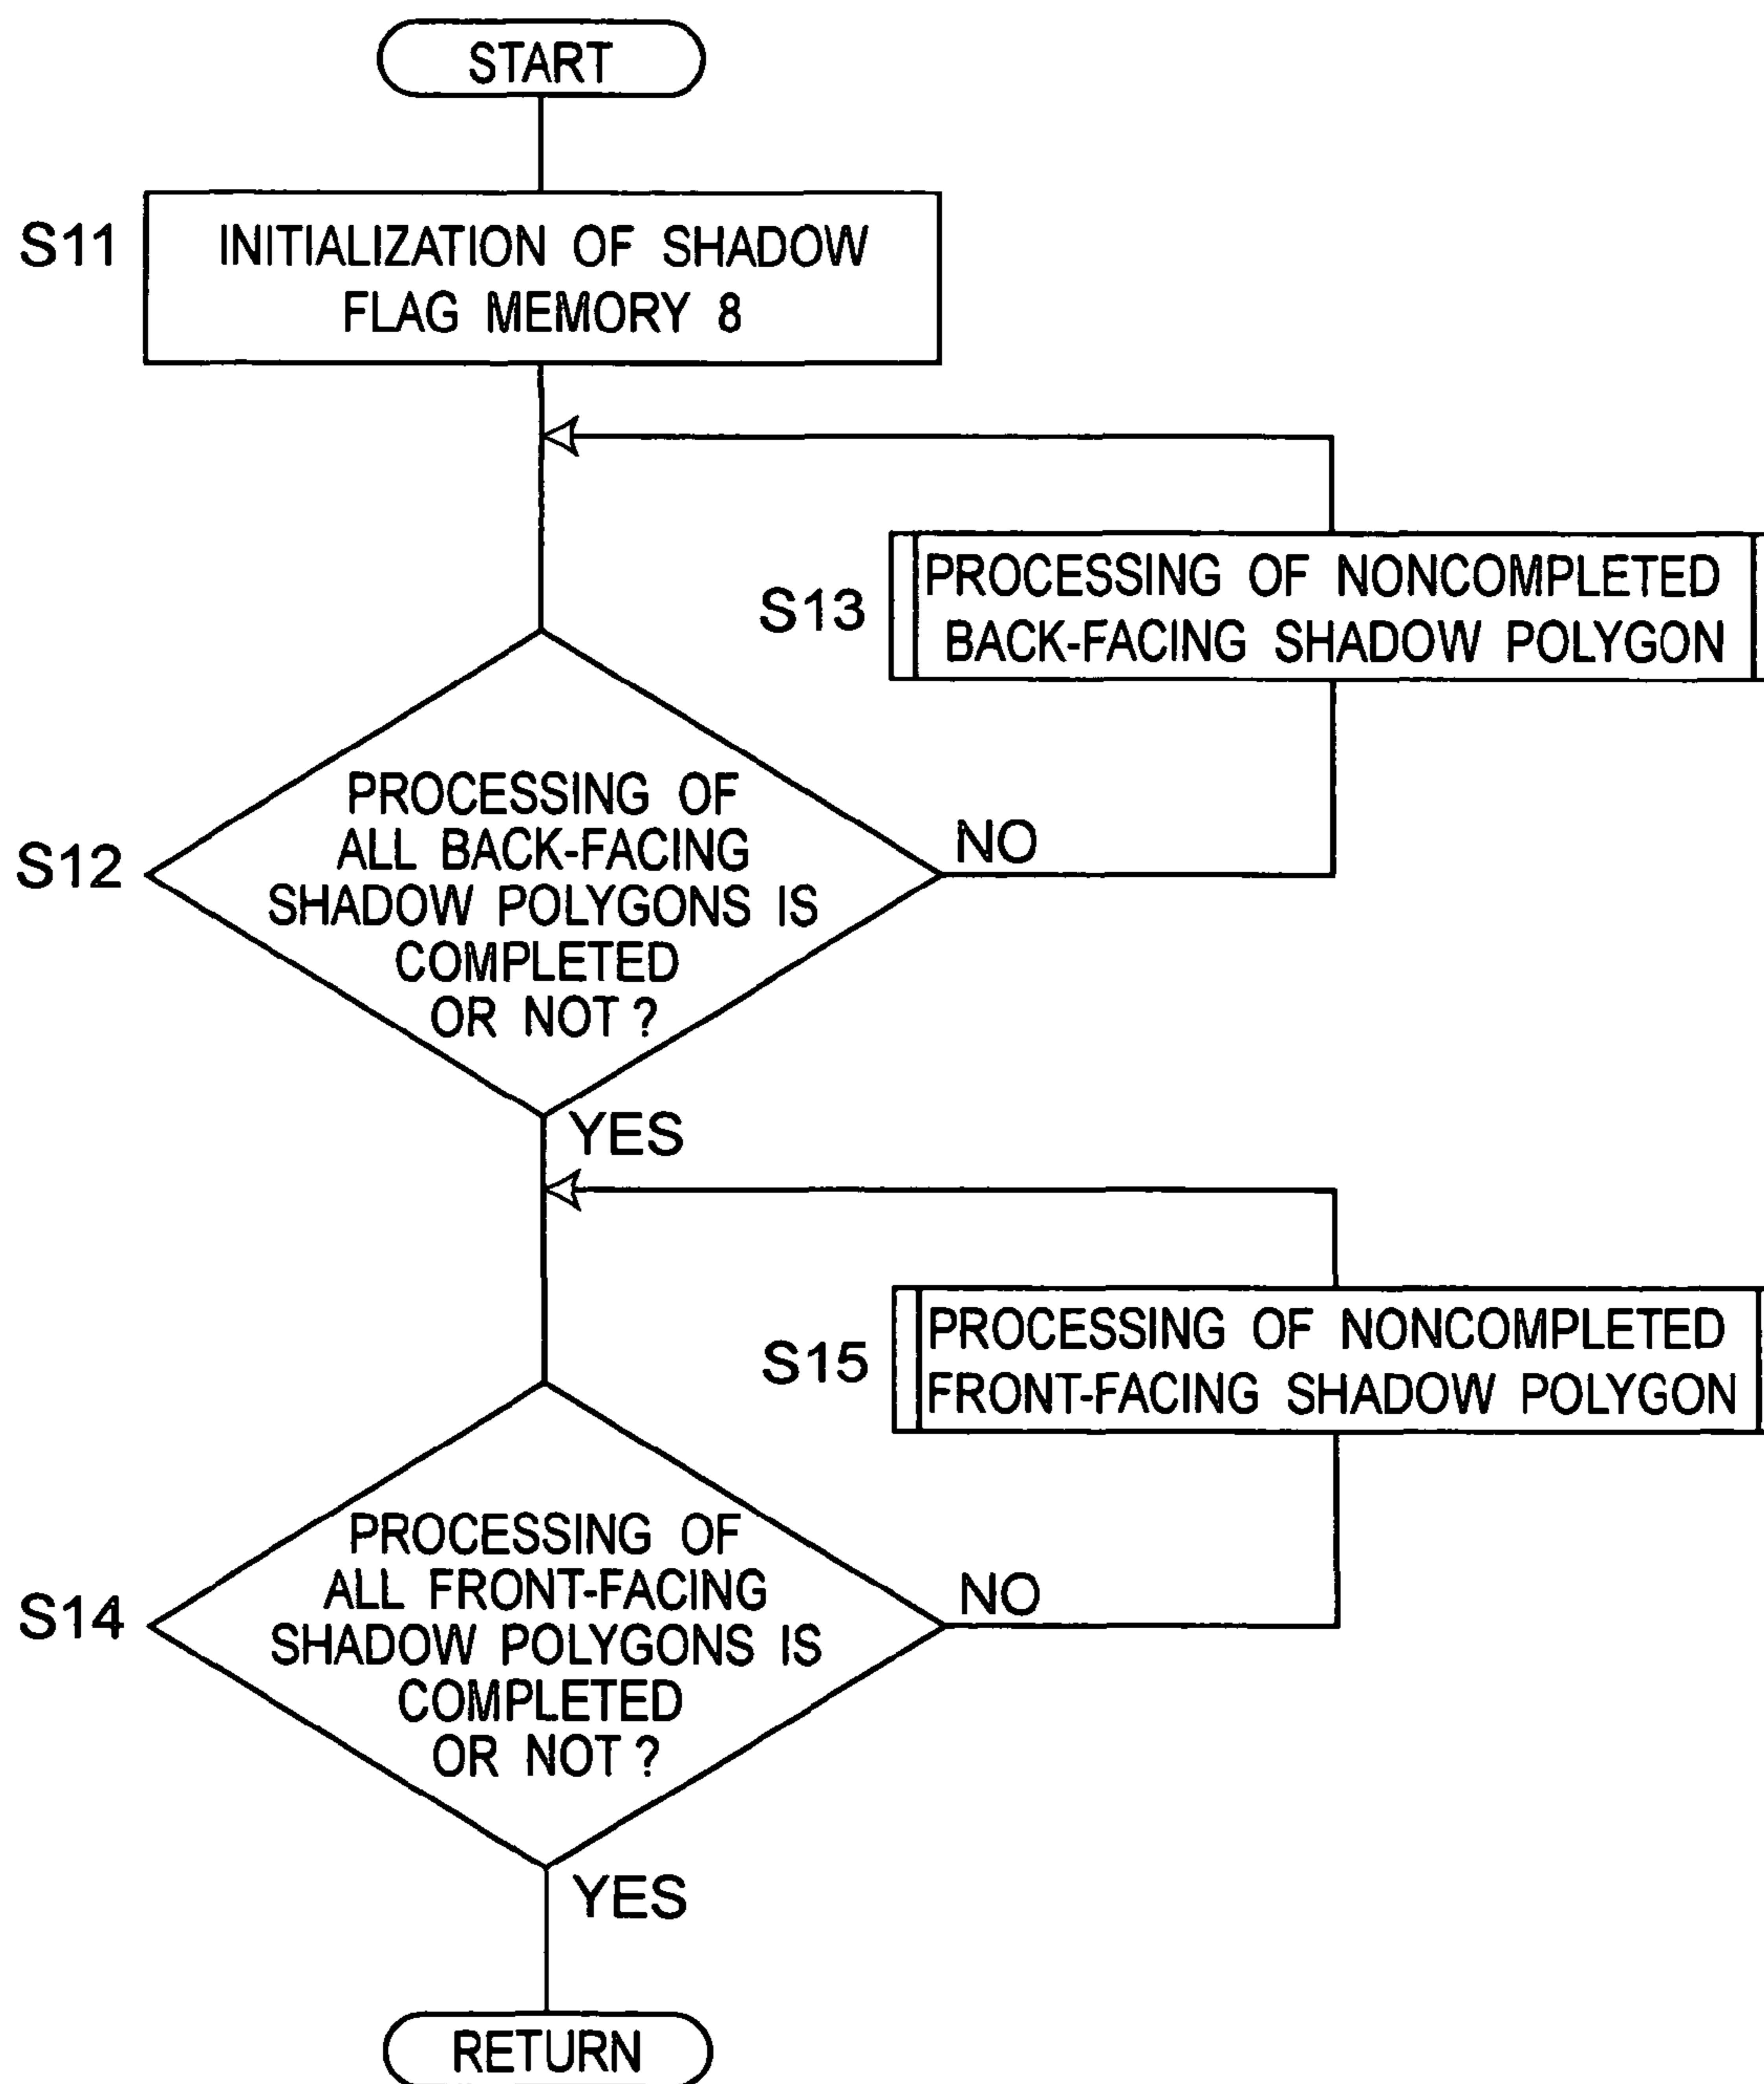 START
S11
INITIALIZATION OF SHADOW
FLAG MEMORY 8
S13
PROCESSING OF NONCOMPLETED
BACK-FACING SHADOW POLYGON
S12
PROCESSING OF
ALL BACK-FACING
SHADOW POLYGONS IS
COMPLETED
OR NOT ?
NO
YES
S15
PROCESSING OF NONCOMPLETED
FRONT-FACING SHADOW POLYGON
S14
PROCESSING OF
ALL FRONT-FACING
SHADOW POLYGONS IS
COMPLETED
OR NOT ?
NO
YES
RETURN